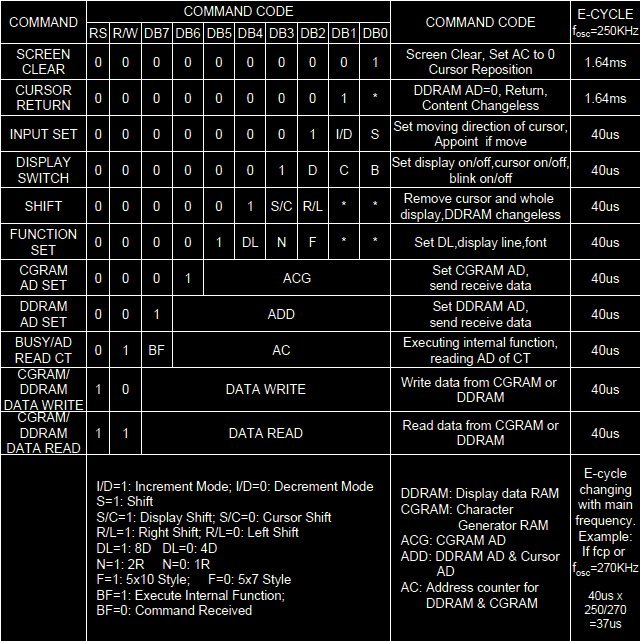 COMMAND COMMAND CODE COMMAND CODE E-CYCLE
RS R/W DB7 DB6 DB5 DB4 DB3 DB2 DB1 DB0 fosc=250KHz
SCREEN CLEAR 0 0 0 0 0 0 0 0 0 1 Screen Clear, Set AC to 0 Cursor Reposition 1.64ms
CURSOR RETURN 0 0 0 0 0 0 0 0 1 * DDRAM AD=0, Return, Content Changeless 1.64ms
INPUT SET 0 0 0 0 0 0 0 1 I/D S Set moving direction of cursor, Appoint if move 40us
DISPLAY SWITCH 0 0 0 0 0 0 1 D C B Set display on/off,cursor on/off, blink on/off 40us
SHIFT 0 0 0 0 0 1 S/C R/L * * Remove cursor and whole display,DDRAM changeless 40us
FUNCTION SET 0 0 0 0 1 DL N F * * Set DL,display line,font 40us
CGRAM AD SET 0 0 0 1 ACG Set CGRAM AD, send receive data 40us
DDRAM AD SET 0 0 1 ADD Set DDRAM AD, send receive data 40us
BUSY/AD READ CT 0 1 BF AC Executing internal function, reading AD of CT 40us
CGRAM/ DDRAM DATA WRITE 1 0 DATA WRITE Write data from CGRAM or DDRAM 40us
CGRAM/ DDRAM DATA READ 1 1 DATA READ Read data from CGRAM or DDRAM 40us
I/D=1: Increment Mode; I/D=0: Decrement Mode
S=1: Shift
S/C=1: Display Shift; S/C=0: Cursor Shift
R/L=1: Right Shift; R/L=0: Left Shift
DL=1: 8D DL=0: 4D
N=1: 2R N=0: 1R
F=1: 5x10 Style; F=0: 5x7 Style
BF=1: Execute Internal Function;
BF=0: Command Received
DDRAM: Display data RAM
CGRAM: Character
Generator RAM
ACG: CGRAM AD
ADD: DDRAM AD & Cursor
AD
AC: Address counter for
DDRAM & CGRAM
E-cycle
changing
with main
frequency.
Example:
If fcp or
fosc=270KHz
40us x
250/270
=37us